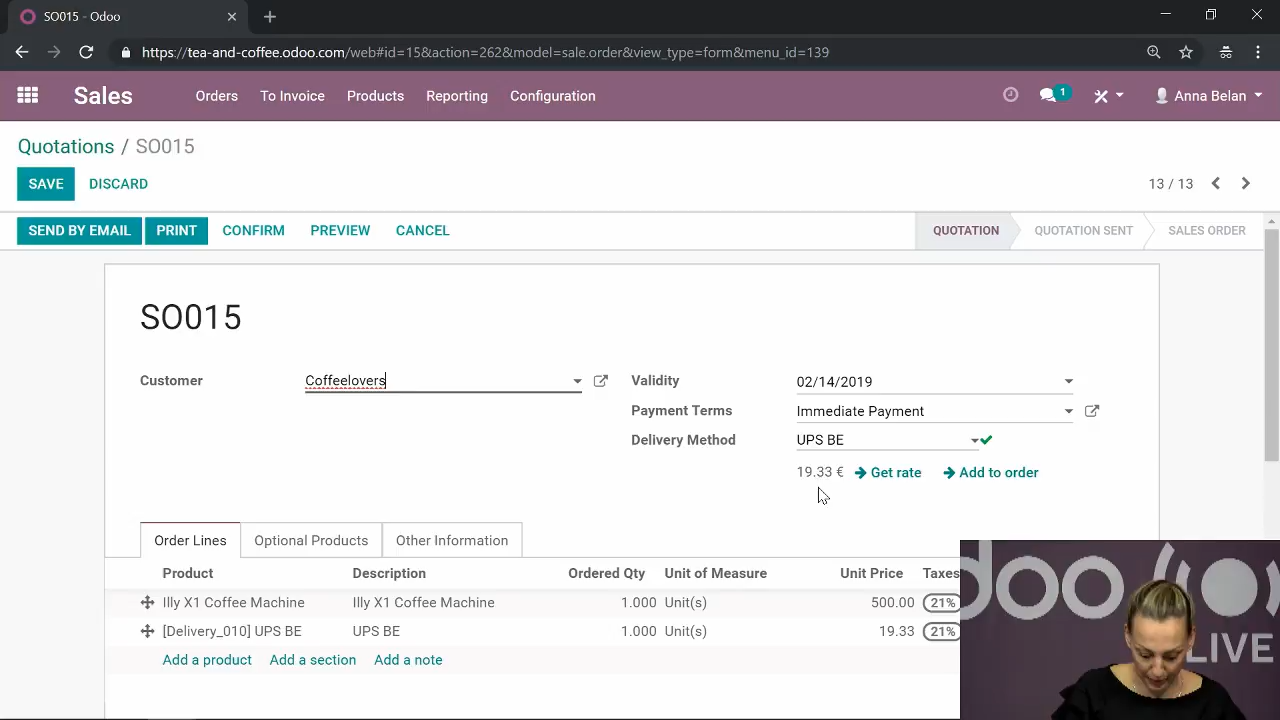 SO015 - Odoo
https://tea-and-coffee.odoo.com/web#id=15&action=262&model=sale.order&view_type=form&menu_id=139
Sales Orders To Invoice Products Reporting Configuration 1 Anna Belan
Quotations / SO015
SAVE DISCARD 13 / 13
SEND BY EMAIL PRINT CONFIRM PREVIEW CANCEL QUOTATION QUOTATION SENT SALES ORDER
SO015
Customer Coffeelovers Validity 02/14/2019
Payment Terms Immediate Payment
Delivery Method UPS BE
19.33 € Get rate Add to order
Order Lines Optional Products Other Information
Product Description Ordered Qty Unit of Measure Unit Price Taxes
Illy X1 Coffee Machine Illy X1 Coffee Machine 1.000 Unit(s) 500.00 21%
[Delivery_010] UPS BE UPS BE 1.000 Unit(s) 19.33 21%
Add a product Add a section Add a note
doo
LIVE